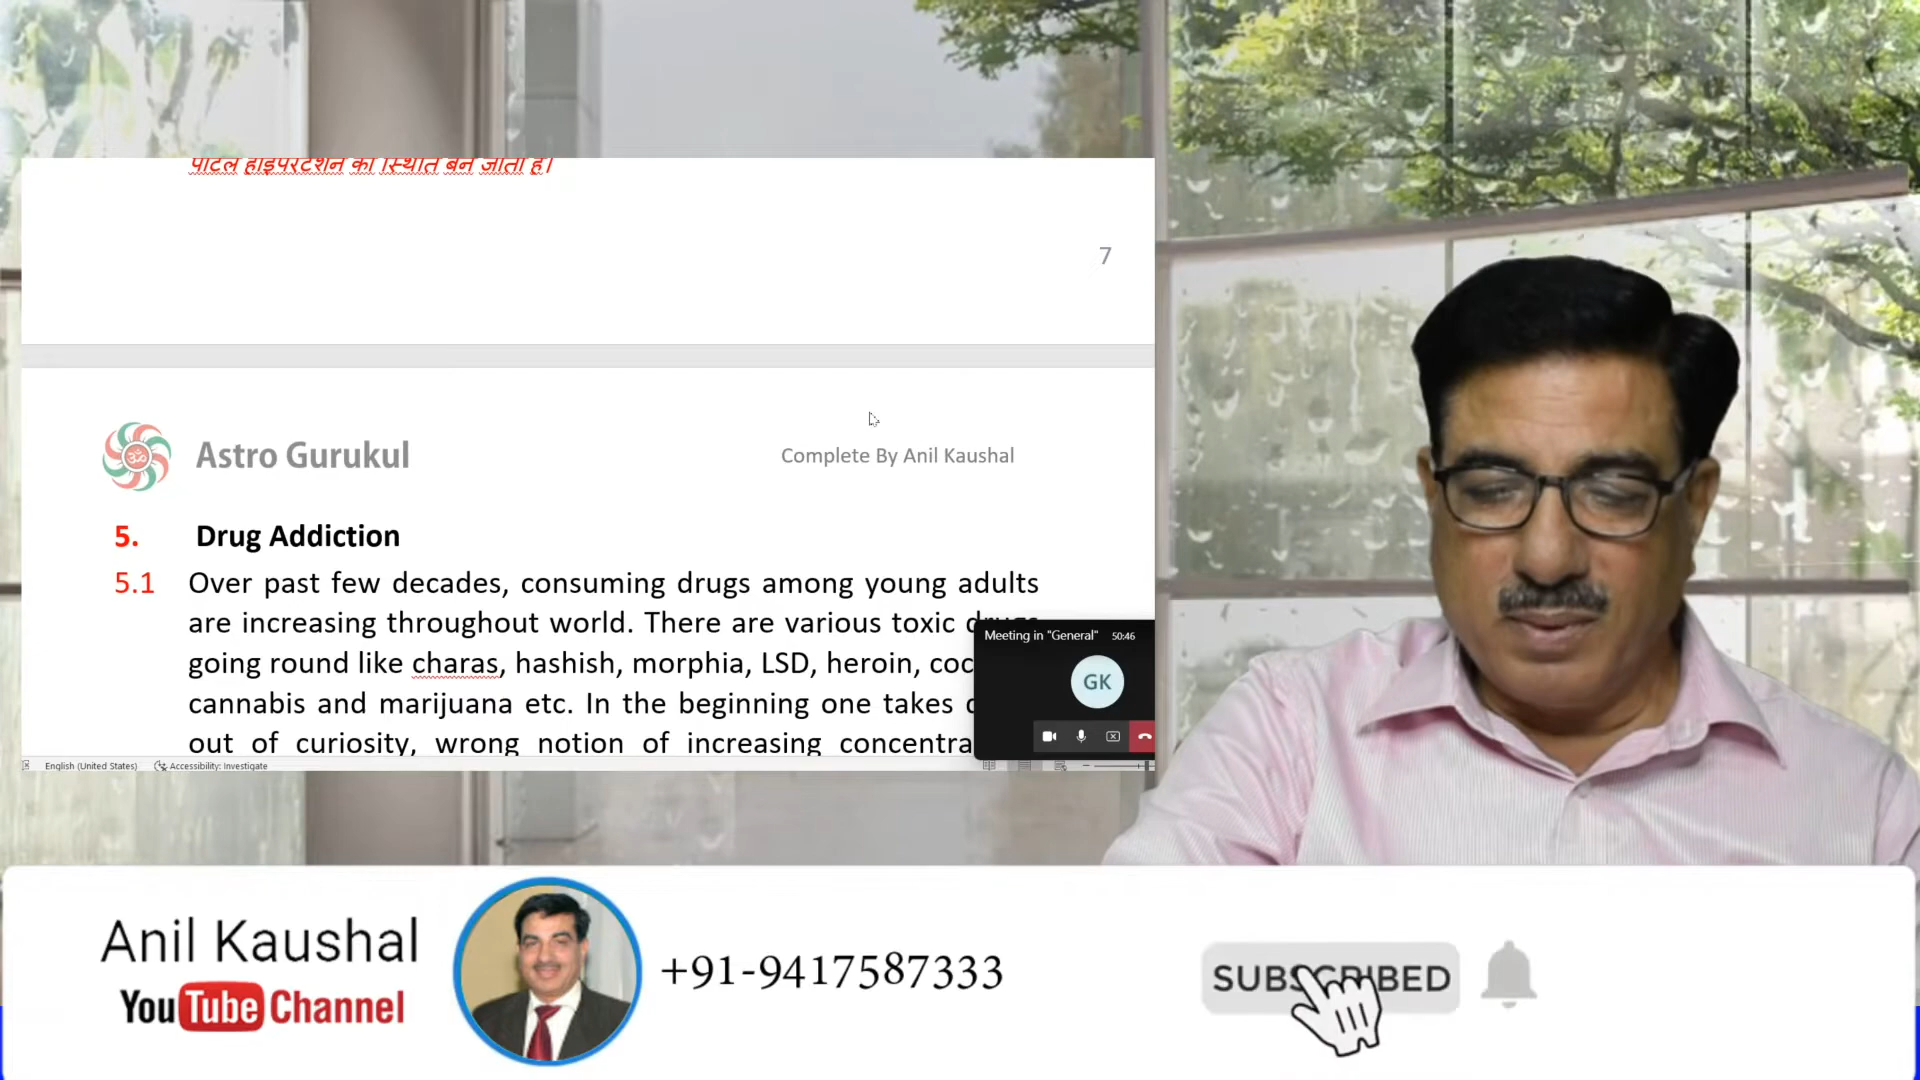 पोर्टल हाइपरटेंशन की स्थिति बन जाती है।
7
Astro Gurukul
Complete By Anil Kaushal
5. Drug Addiction
5.1 Over past few decades, consuming drugs among young adults
are increasing throughout world. There are various toxic drugs
going round like charas, hashish, morphia, LSD, heroin, coc
cannabis and marijuana etc. In the beginning one takes
out of curiosity, wrong notion of increasing concentra
Meeting in "General" 50:46
GK
English (United States) Accessibility: Investigate
Anil Kaushal
YouTube Channel
+91-9417587333
SUBSCRIBED